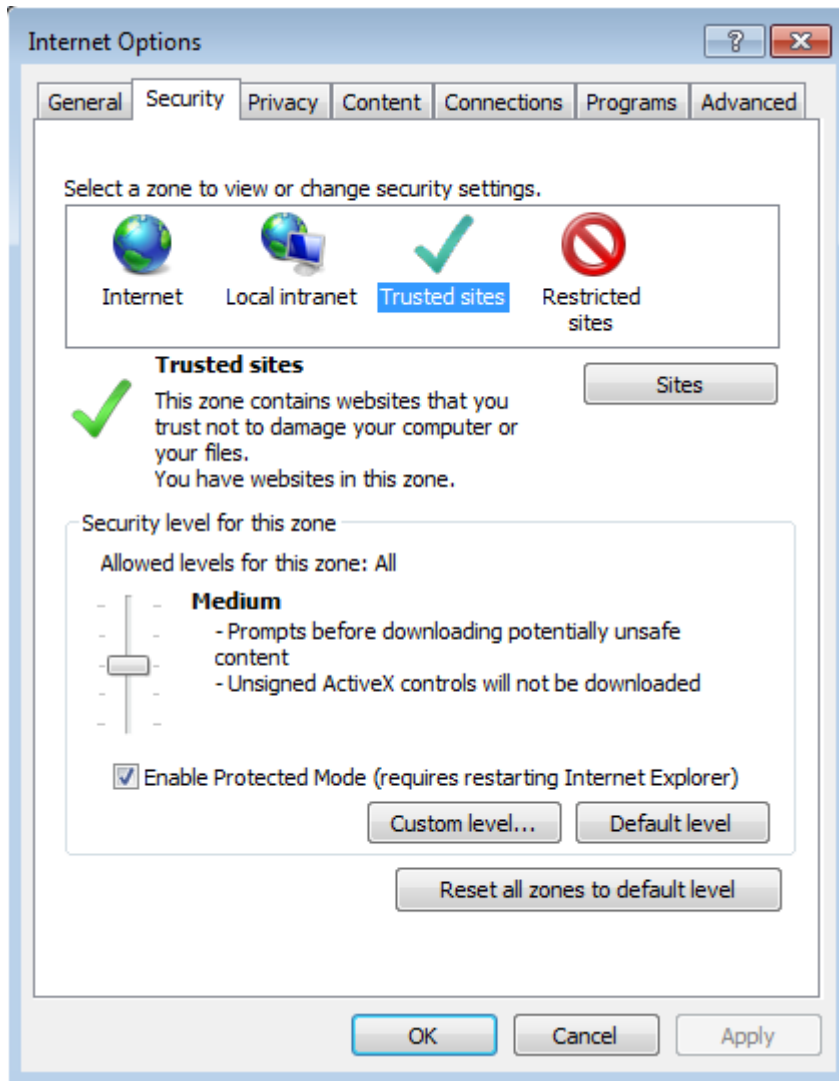 Internet Options
General Security Privacy Content Connections Programs Advanced
Select a zone to view or change security settings.
Internet Local intranet Trusted sites Restricted
sites
Trusted sites
Sites
This zone contains websites that you
trust not to damage your computer or
your files.
You have websites in this zone.
Security level for this zone
Allowed levels for this zone: All
Medium
- Prompts before downloading potentially unsafe
content
- Unsigned ActiveX controls will not be downloaded
Enable Protected Mode (requires restarting Internet Explorer)
Custom level... Default level
Reset all zones to default level
OK Cancel Apply